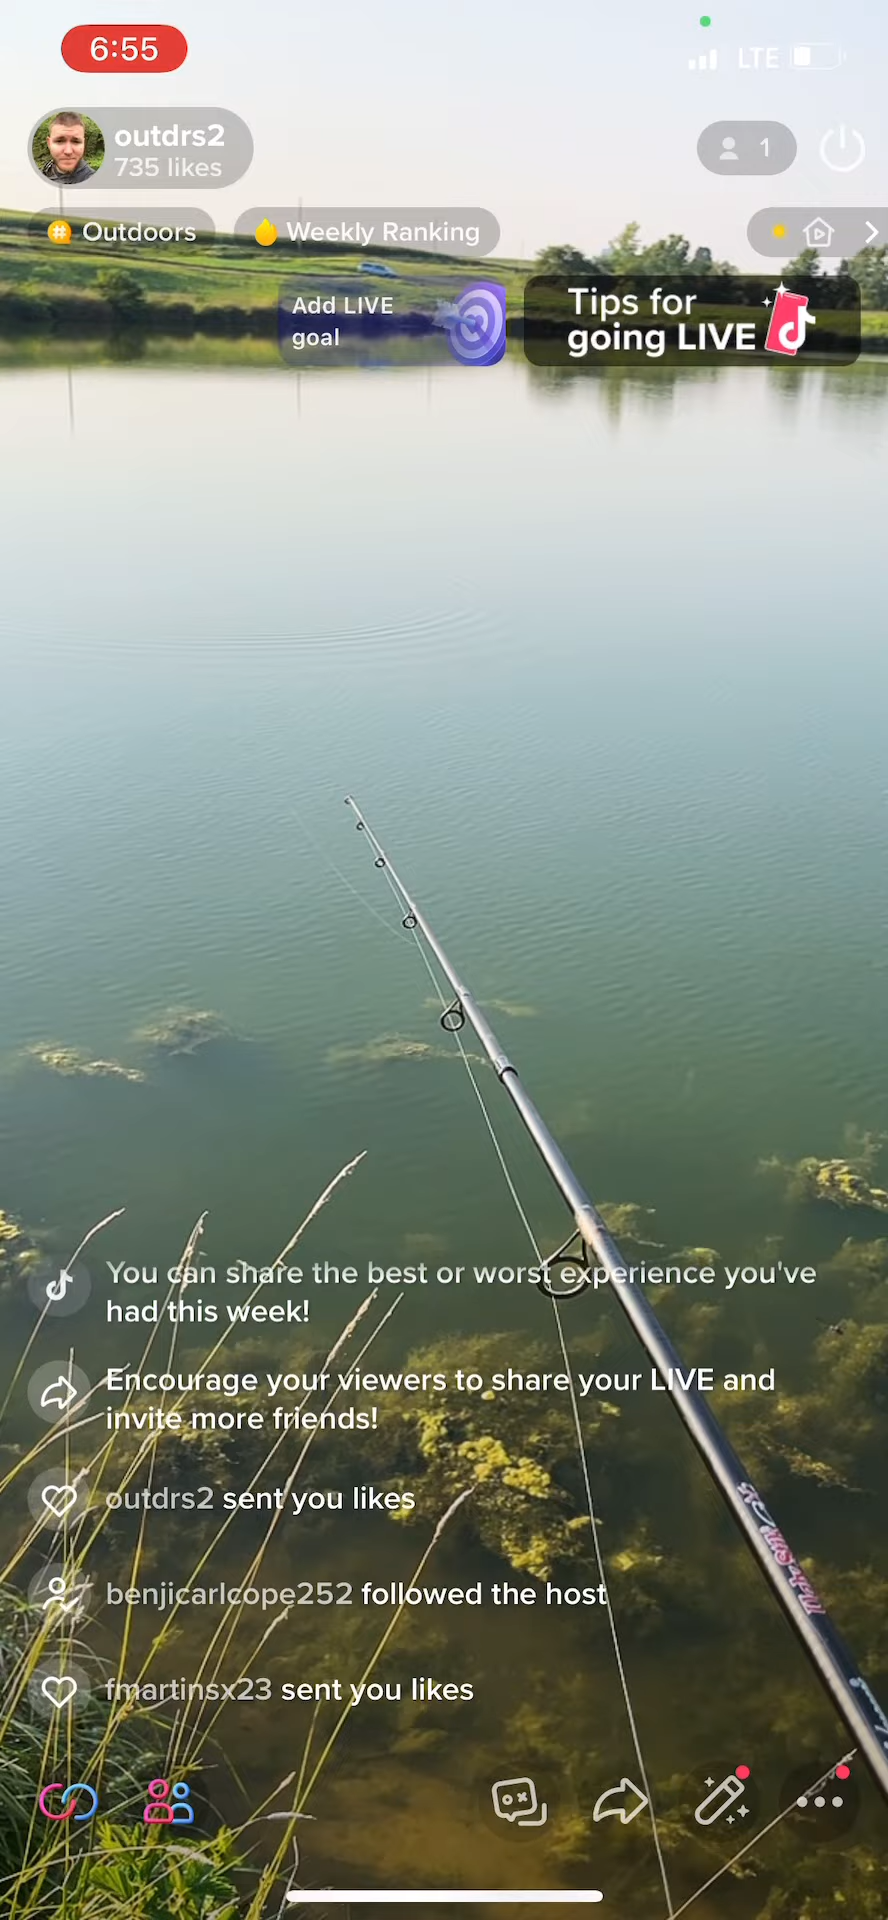 6:55
LTE
outdrs2
735 likes
1
Outdoors
Weekly Ranking
Add LIVE
goal
Tips for
going LIVE
You can share the best or worst experience you've
had this week!
Encourage your viewers to share your LIVE and
invite more friends!
outdrs2 sent you likes
benjicarlcope252 followed the host
fmartinsx23 sent you likes